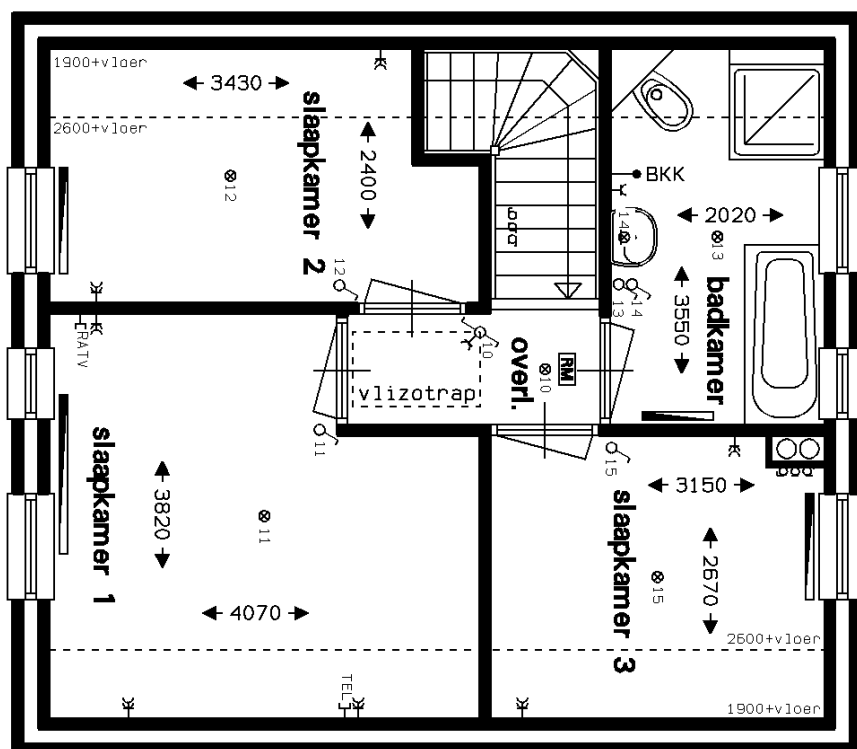 1900+vloer
3430
2600+vloer
slaapkamer 2
2400
12
12
BKK
14
2020
13
badkamer
3550
13
14
RATV
10
overl.
10
RM
vlizotrap
11
15
slaapkamer 1
3820
11
4070
3150
slaapkamer 3
2670
15
2600+vloer
TEL
1900+vloer